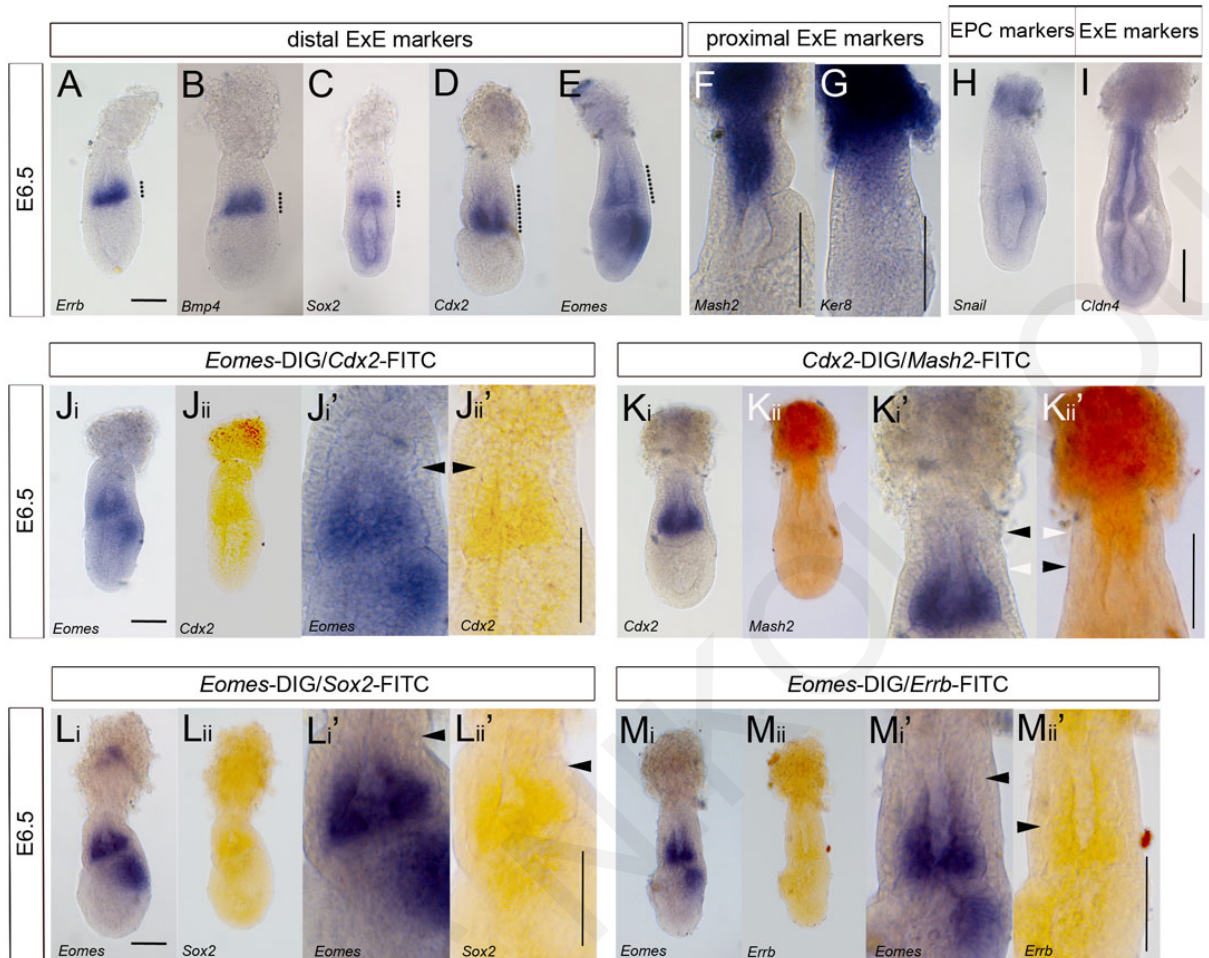 distal ExE markers
proximal ExE markers
EPC markers
ExE markers
E6.5
A
B
C
D
E
F
G
H
I
Errb
Bmp4
Sox2
Cdx2
Eomes
Mash2
Ker8
Snail
Cldn4
Eomes-DIG/Cdx2-FITC
Cdx2-DIG/Mash2-FITC
E6.5
Ji
Jii
Ji'
Jii'
Ki
Kii
Ki'
Kii'
Eomes
Cdx2
Eomes
Cdx2
Cdx2
Mash2
Eomes-DIG/Sox2-FITC
Eomes-DIG/Errb-FITC
E6.5
Li
Lii
Li'
Lii'
Mi
Mii
Mi'
Mii'
Eomes
Sox2
Eomes
Sox2
Eomes
Errb
Eomes
Errb